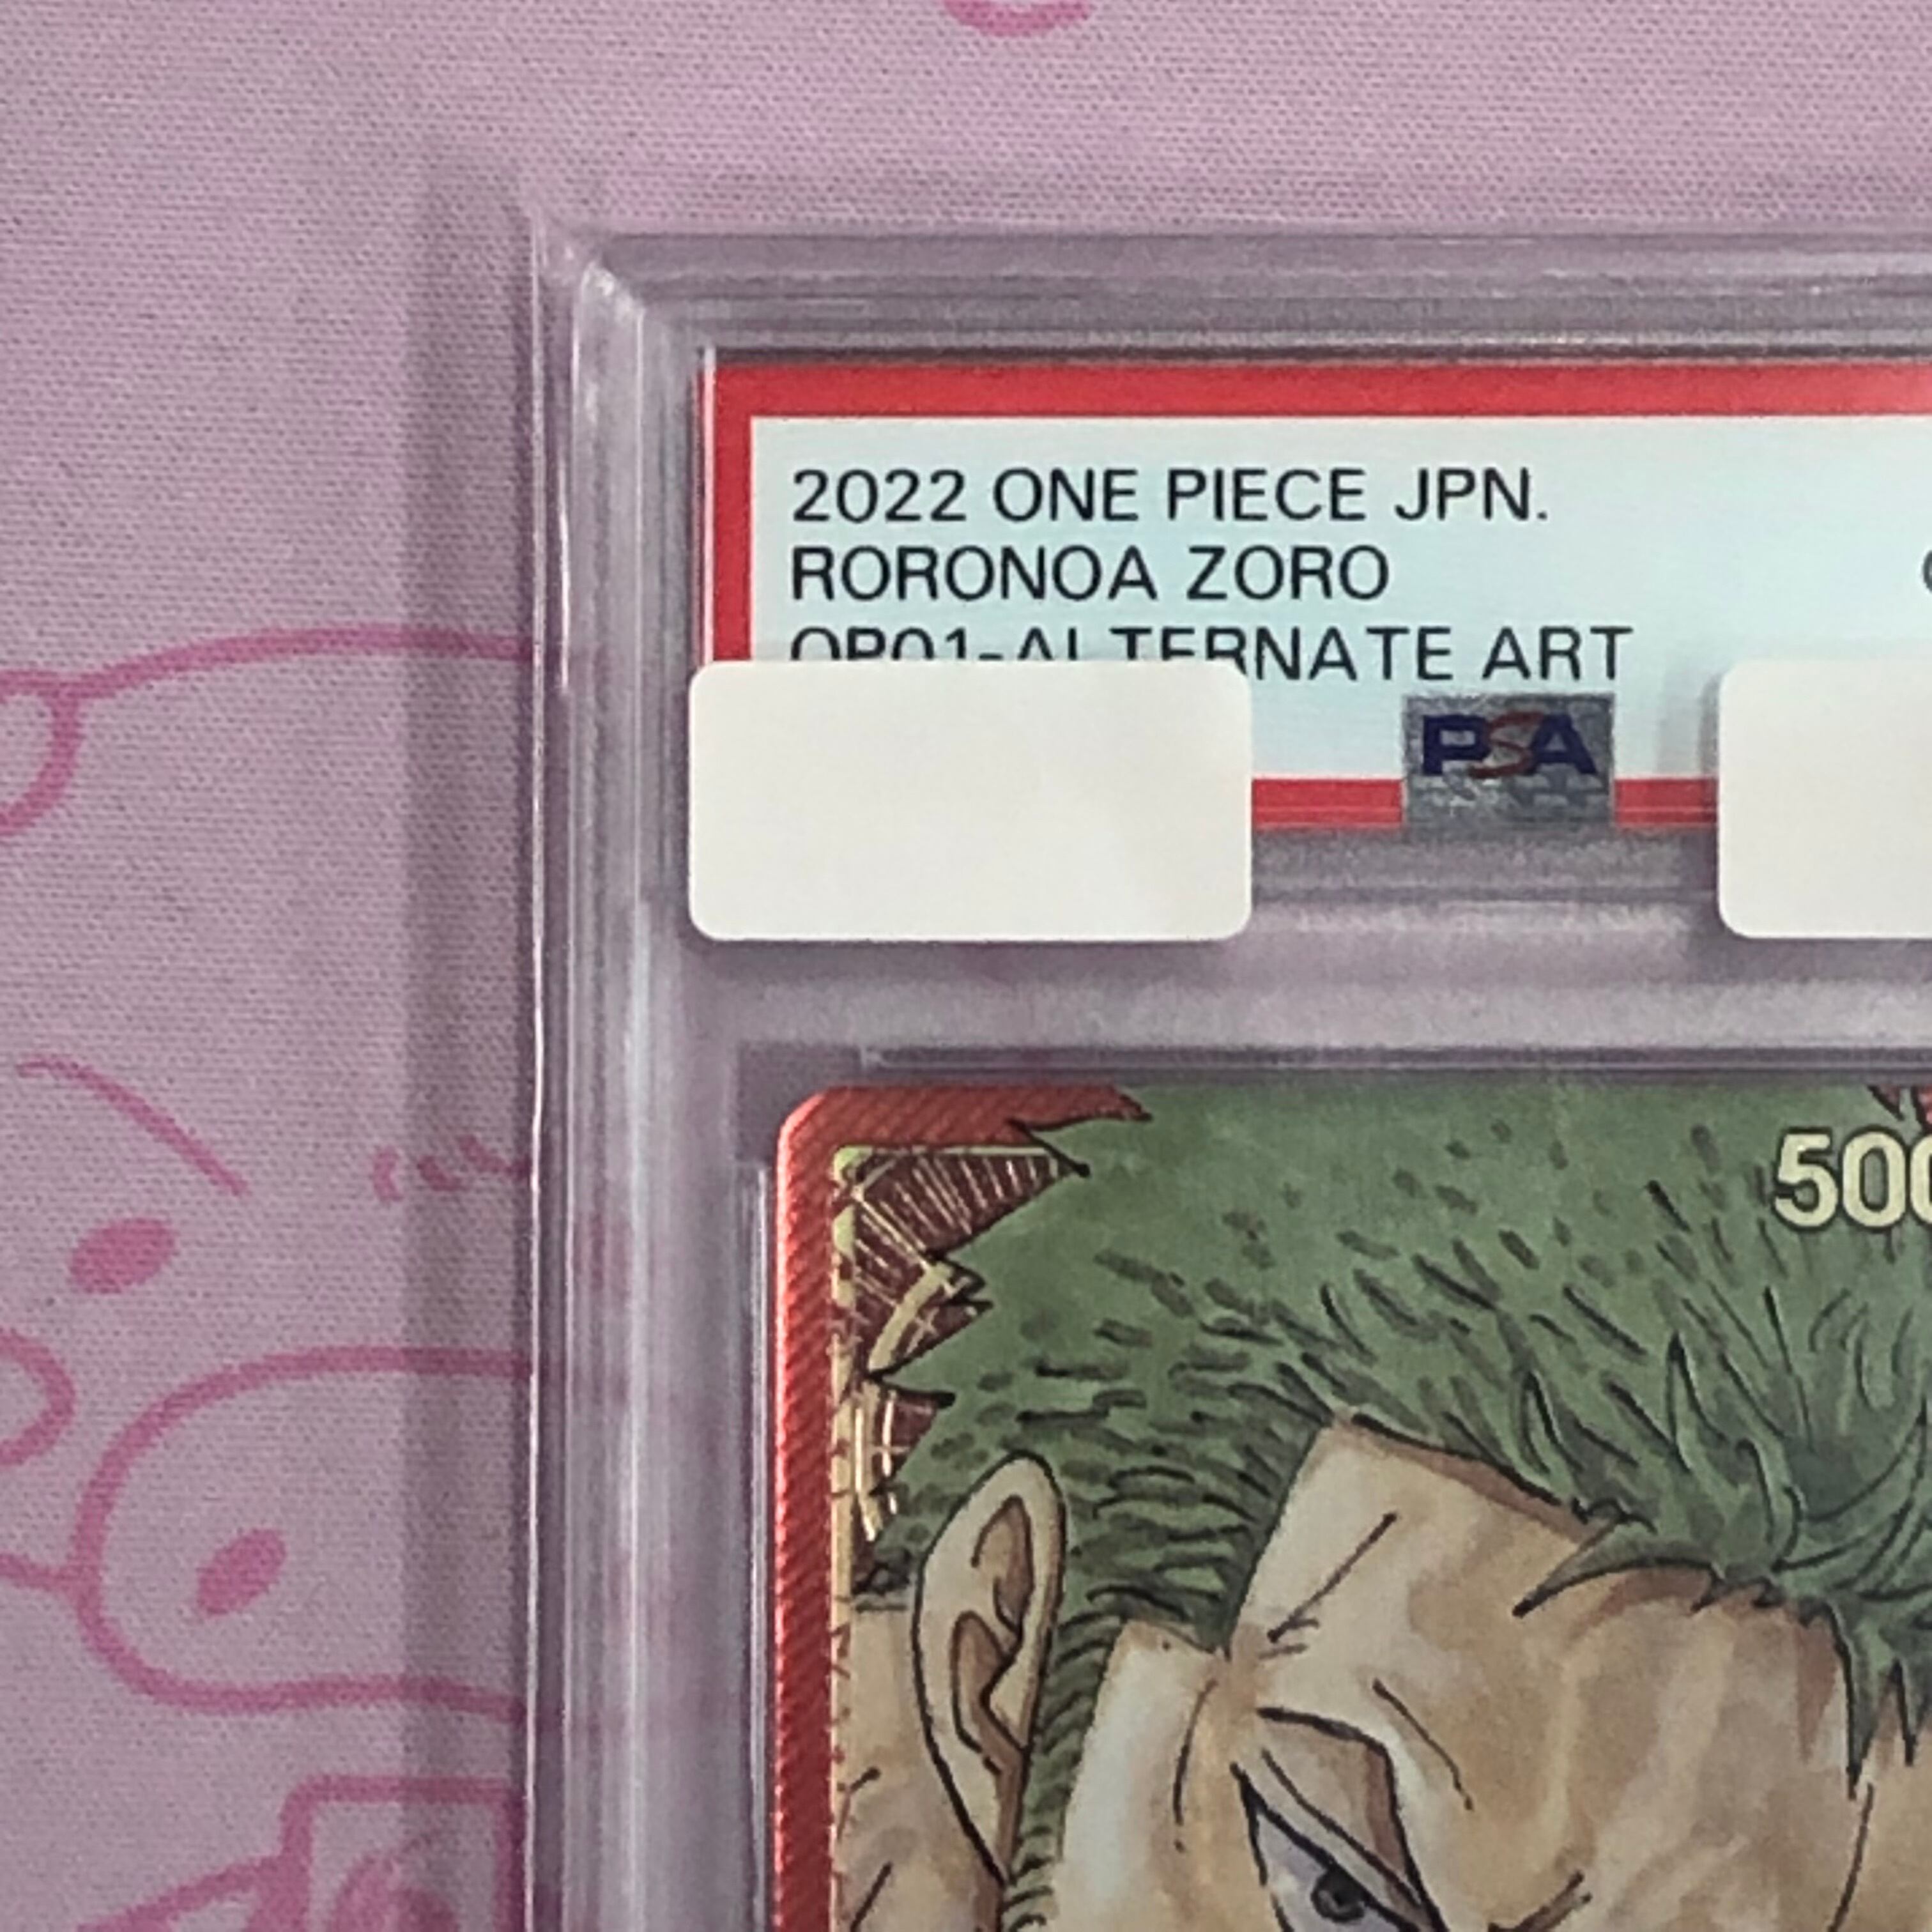 2022 ONE PIECE JPN.
RORONOA ZORO
OP01-ALTERNATE ART
PSA
500